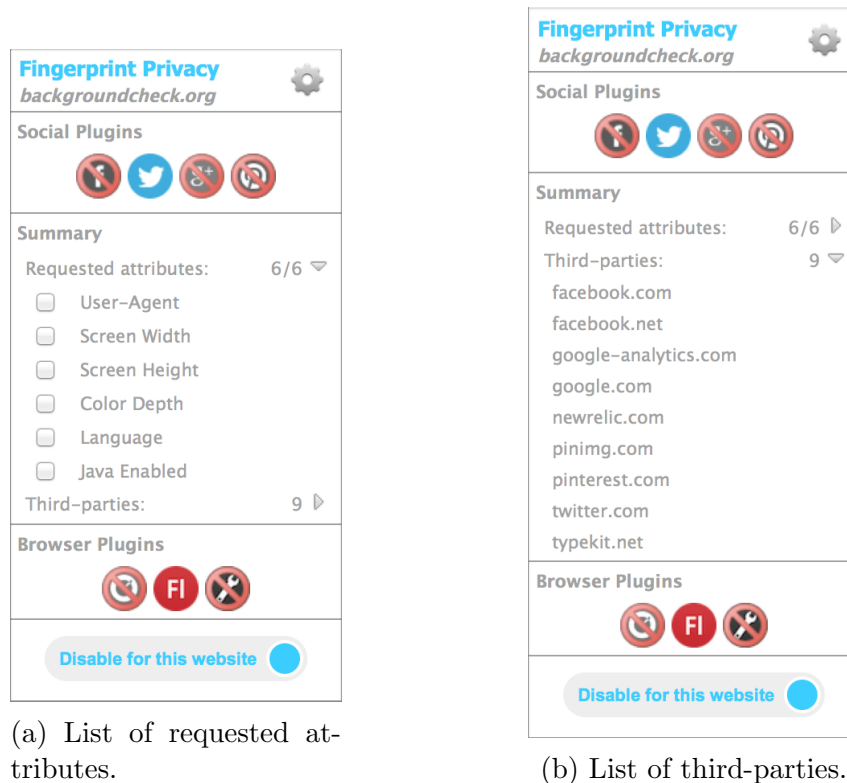 Fingerprint Privacy
backgroundcheck.org
Social Plugins
f
g+
Summary
Requested attributes: 6/6
User-Agent
Screen Width
Screen Height
Color Depth
Language
Java Enabled
Third-parties: 9
Browser Plugins
Fl
Disable for this website
(a) List of requested at-
tributes.
Fingerprint Privacy
backgroundcheck.org
Social Plugins
f
g+
Summary
Requested attributes: 6/6
Third-parties: 9
facebook.com
facebook.net
google-analytics.com
google.com
newrelic.com
pinimg.com
pinterest.com
twitter.com
typekit.net
Browser Plugins
Fl
Disable for this website
(b) List of third-parties.